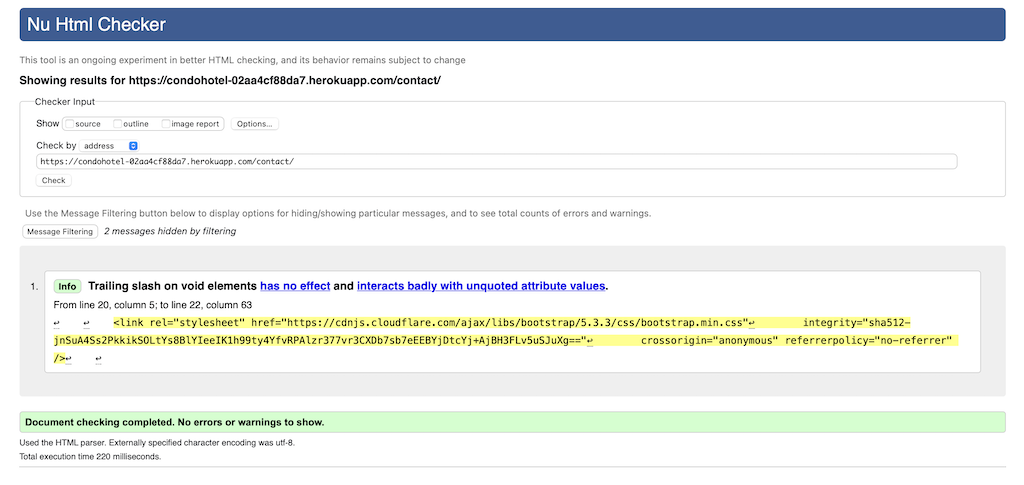 Nu Html Checker
This tool is an ongoing experiment in better HTML checking, and its behavior remains subject to change
Showing results for https://condohotel-02aa4cf88da7.herokuapp.com/contact/
Checker Input
Show source outline image report Options...
Check by address
https://condohotel-02aa4cf88da7.herokuapp.com/contact/
Check
Use the Message Filtering button below to display options for hiding/showing particular messages, and to see total counts of errors and warnings.
Message Filtering 2 messages hidden by filtering
1. Info Trailing slash on void elements has no effect and interacts badly with unquoted attribute values.
From line 20, column 5; to line 22, column 63
↩ ↩ <link rel="stylesheet" href="https://cdnjs.cloudflare.com/ajax/libs/bootstrap/5.3.3/css/bootstrap.min.css"↩ integrity="sha512-
jnSuA4Ss2PkkikSOLtYs8BlYIeeIK1h99ty4YfvRPAlzr377vr3CXDb7sb7eEEBYjDtcYj+AjBH3FLv5uSJuXg=="↩ crossorigin="anonymous" referrerpolicy="no-referrer"
/>↩ ↩
Document checking completed. No errors or warnings to show.
Used the HTML parser. Externally specified character encoding was utf-8.
Total execution time 220 milliseconds.